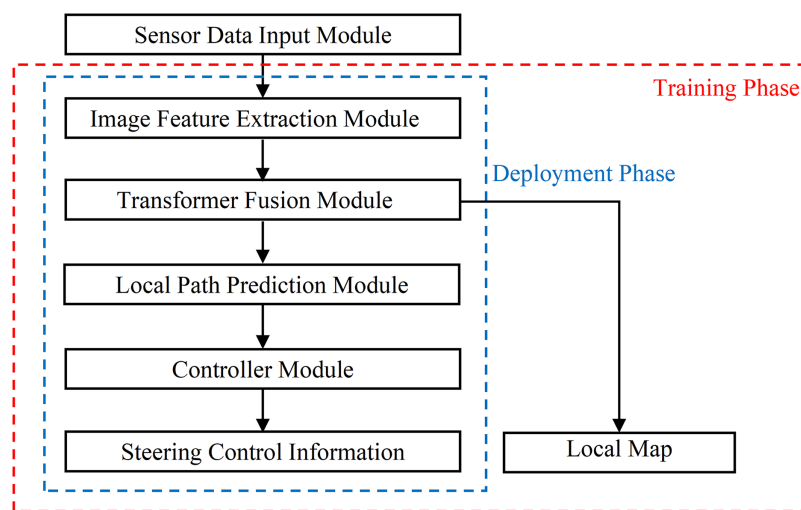 Sensor Data Input Module
Training Phase
Image Feature Extraction Module
Deployment Phase
Transformer Fusion Module
Local Path Prediction Module
Controller Module
Steering Control Information
Local Map